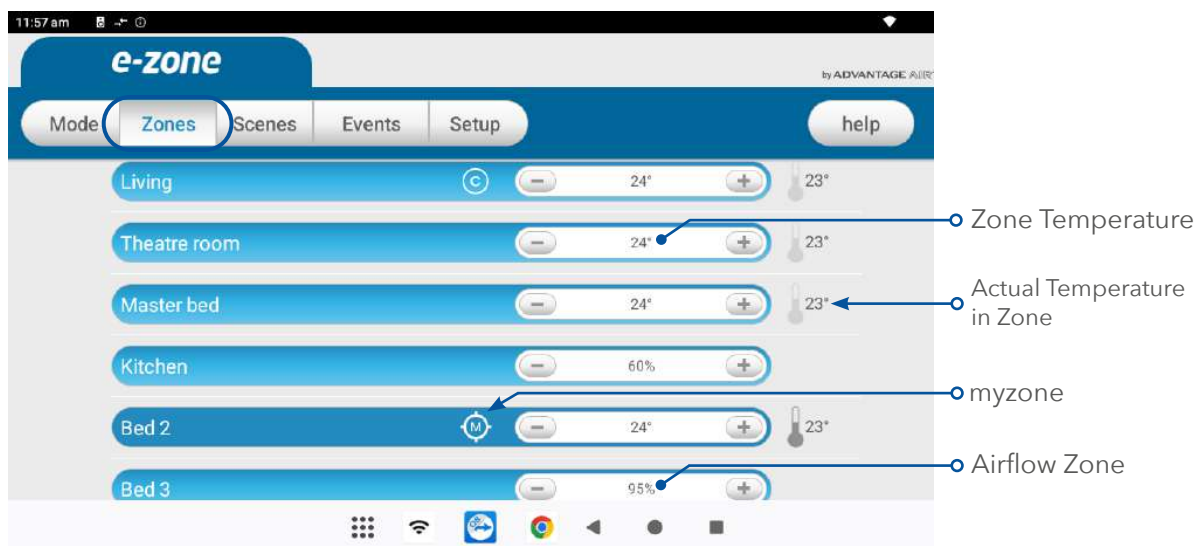 11:57 am
e-zone
by ADVANTAGE AIR
Mode Zones Scenes Events Setup help
Living C 24° 23°
Theatre room 24° 23°
Zone Temperature
Master bed 24° 23°
Actual Temperature
in Zone
Kitchen 60%
myzone
Bed 2 M 24° 23°
Bed 3 95%
Airflow Zone